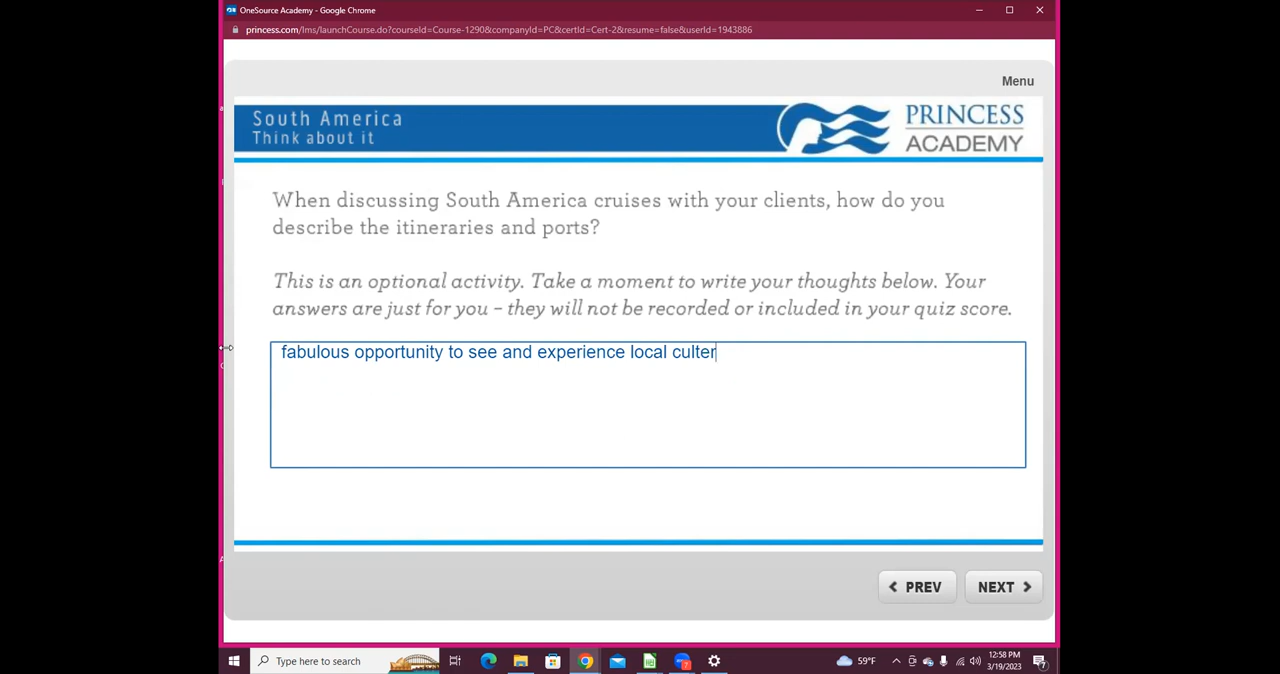 OneSource Academy - Google Chrome
princess.com/lms/launchCourse.do?courseId=Course-1290&companyId=PC&certId=Cert-2&resume=false&userId=1943886
Menu
South America
Think about it
PRINCESS
ACADEMY
When discussing South America cruises with your clients, how do you
describe the itineraries and ports?
This is an optional activity. Take a moment to write your thoughts below. Your
answers are just for you – they will not be recorded or included in your quiz score.
fabulous opportunity to see and experience local culter
PREV
NEXT
Type here to search
59°F
12:58 PM
3/19/2023